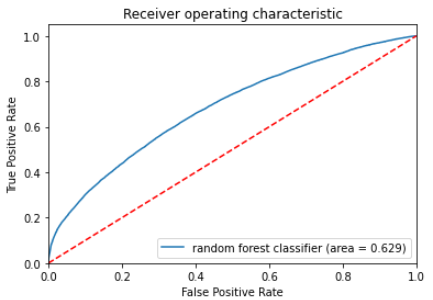 Receiver operating characteristic
True Positive Rate
1.0
0.8
0.6
0.4
0.2
0.0
random forest classifier (area = 0.629)
0.0 0.2 0.4 0.6 0.8 1.0
False Positive Rate